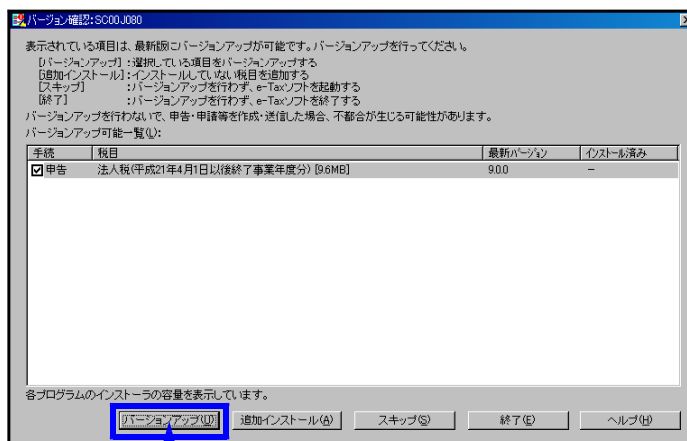 バージョン確認:SC00J080
表示されている項目は、最新版にバージョンアップが可能です。バージョンアップを行ってください。
[バージョンアップ]:選択している項目をバージョンアップする
[追加インストール]:インストールしていない税目を追加する
[スキップ] :バージョンアップを行わず、e-Taxソフトを起動する
[終了] :バージョンアップを行わず、e-Taxソフトを終了する
バージョンアップを行わないで、申告・申請等を作成・送信した場合、不都合が生じる可能性があります。
バージョンアップ可能一覧(L):
手続 税目 最新バージョン インストール済み
申告 法人税(平成21年4月1日以後終了事業年度分) [9.6MB] 9.0.0 -
各プログラムのインストーラの容量を表示しています。
バージョンアップ(U) 追加インストール(A) スキップ(S) 終了(E) ヘルプ(H)